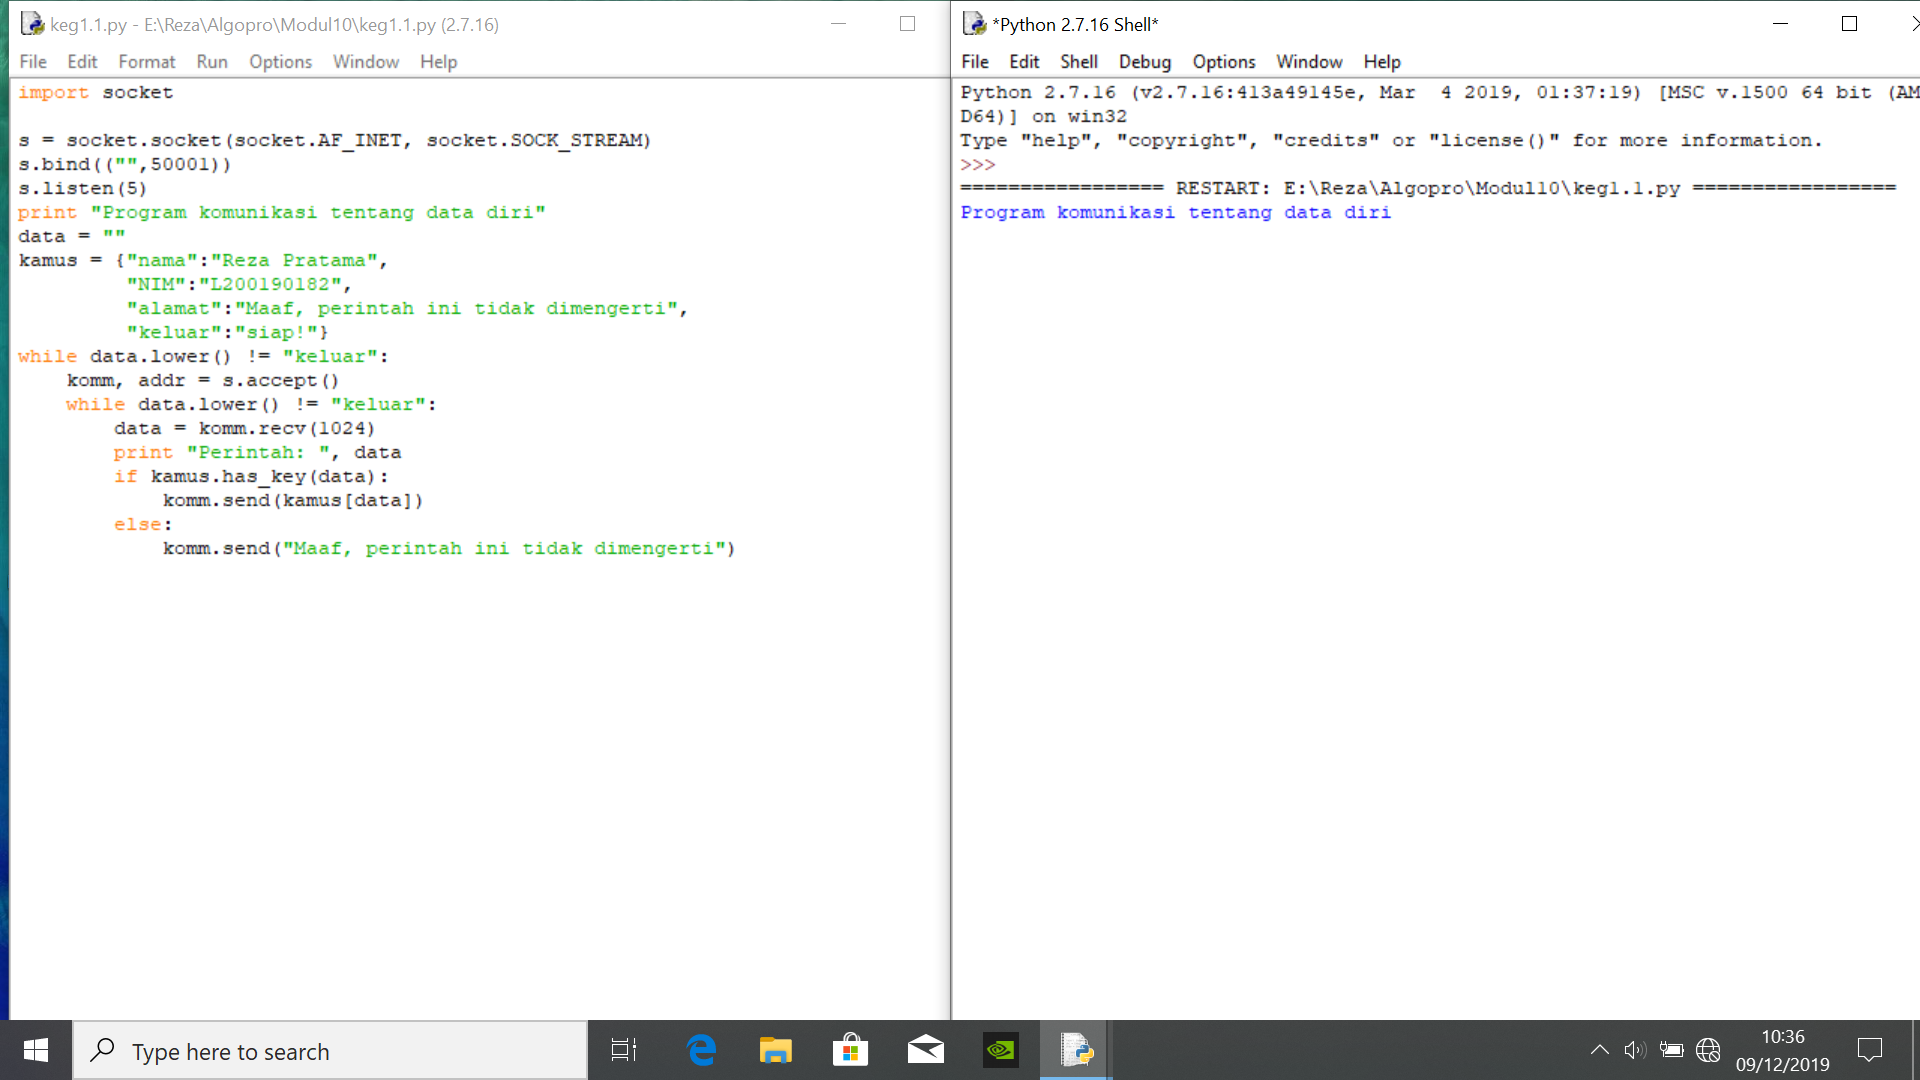 keg1.1.py - E:\Reza\Algopro\Modul10\keg1.1.py (2.7.16)
File Edit Format Run Options Window Help
import socket
s = socket.socket(socket.AF_INET, socket.SOCK_STREAM)
s.bind(("",50001))
s.listen(5)
print "Program komunikasi tentang data diri"
data = ""
kamus = {"nama":"Reza Pratama",
"NIM":"L200190182",
"alamat":"Maaf, perintah ini tidak dimengerti",
"keluar":"siap!"}
while data.lower() != "keluar":
komm, addr = s.accept()
while data.lower() != "keluar":
data = komm.recv(1024)
print "Perintah: ", data
if kamus.has_key(data):
komm.send(kamus[data])
else:
komm.send("Maaf, perintah ini tidak dimengerti")
*Python 2.7.16 Shell*
File Edit Shell Debug Options Window Help
Python 2.7.16 (v2.7.16:413a49145e, Mar  4 2019, 01:37:19) [MSC v.1500 64 bit (AM
D64)] on win32
Type "help", "copyright", "credits" or "license()" for more information.
>>>
================= RESTART: E:\Reza\Algopro\Modul10\keg1.1.py =================
Program komunikasi tentang data diri
Type here to search
10:36
09/12/2019